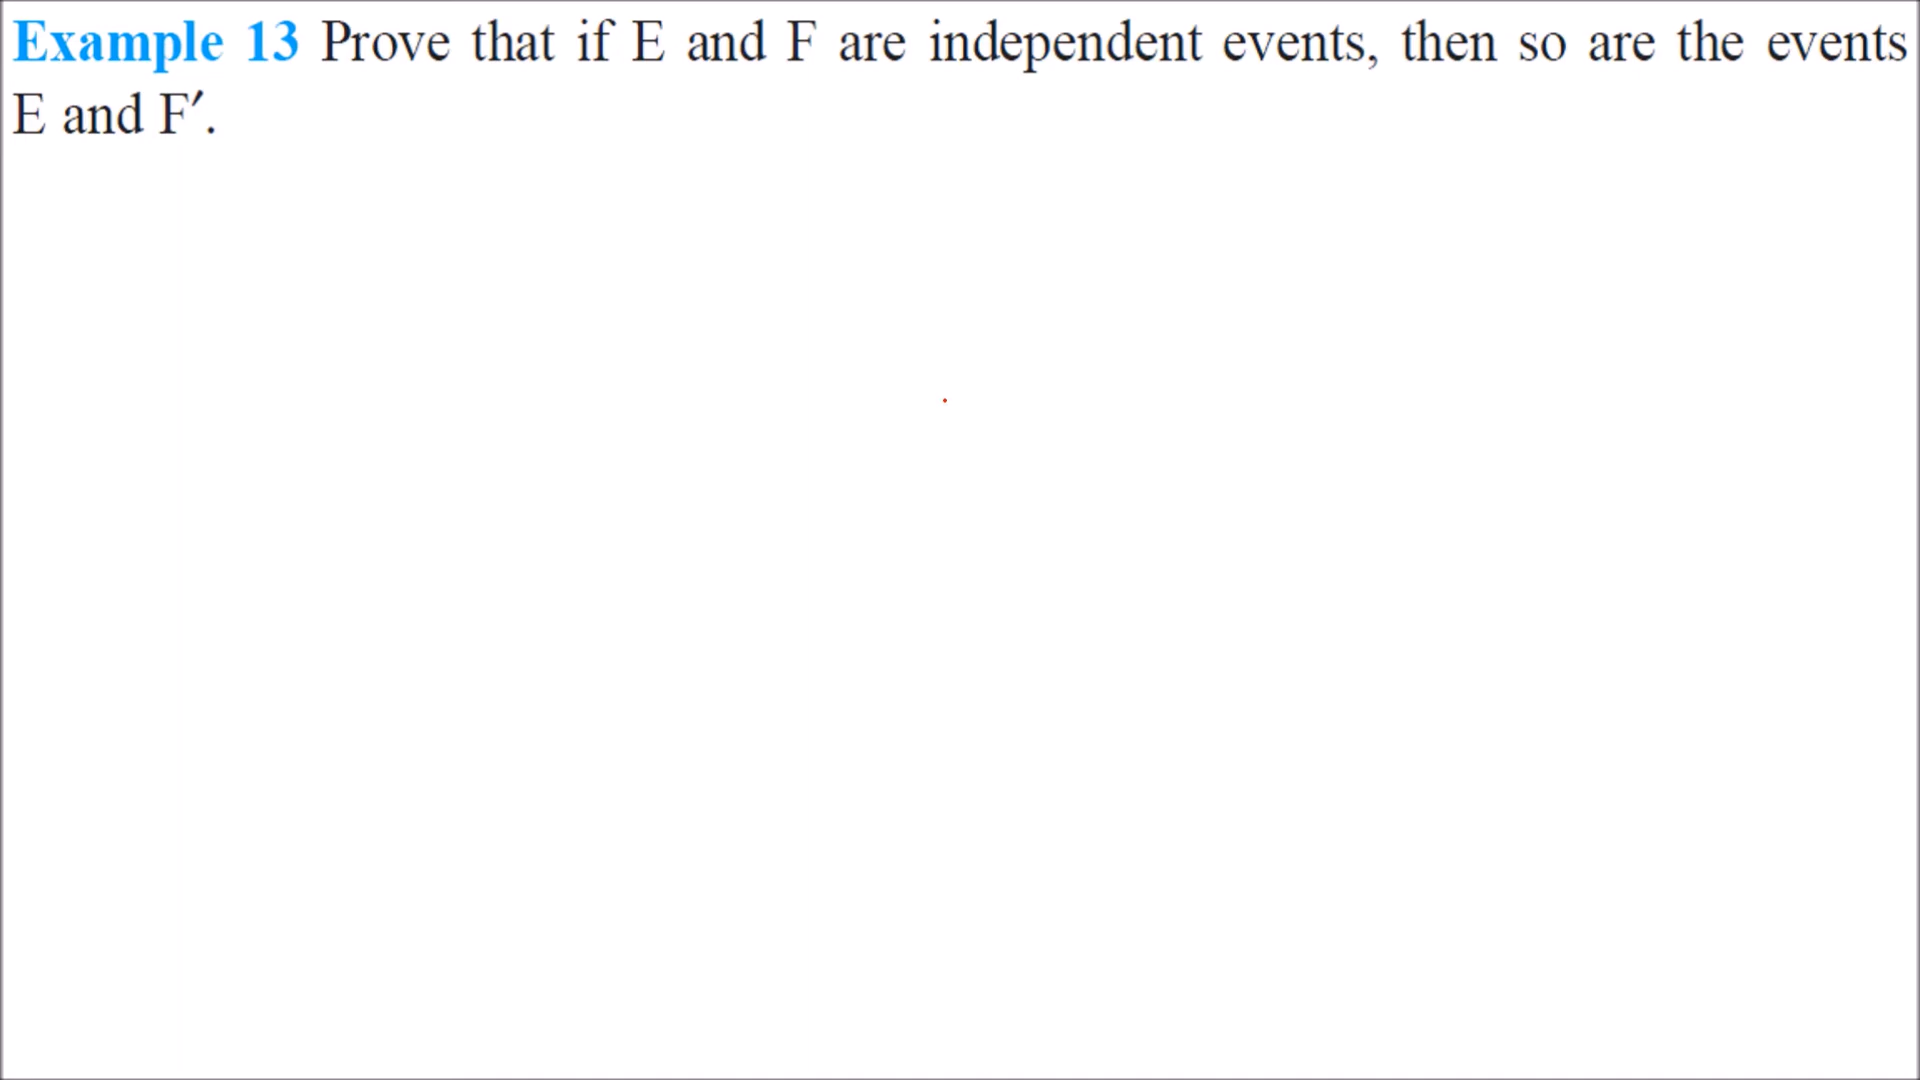 Example 13 Prove that if E and F are independent events, then so are the events
E and F′.